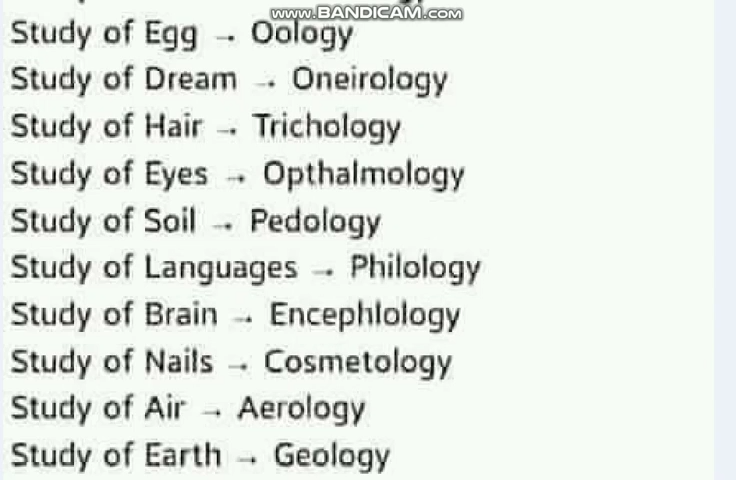 www.BANDICAM.com
Study of Egg → Oology
Study of Dream → Oneirology
Study of Hair → Trichology
Study of Eyes → Opthalmology
Study of Soil → Pedology
Study of Languages → Philology
Study of Brain → Encephlology
Study of Nails → Cosmetology
Study of Air → Aerology
Study of Earth → Geology